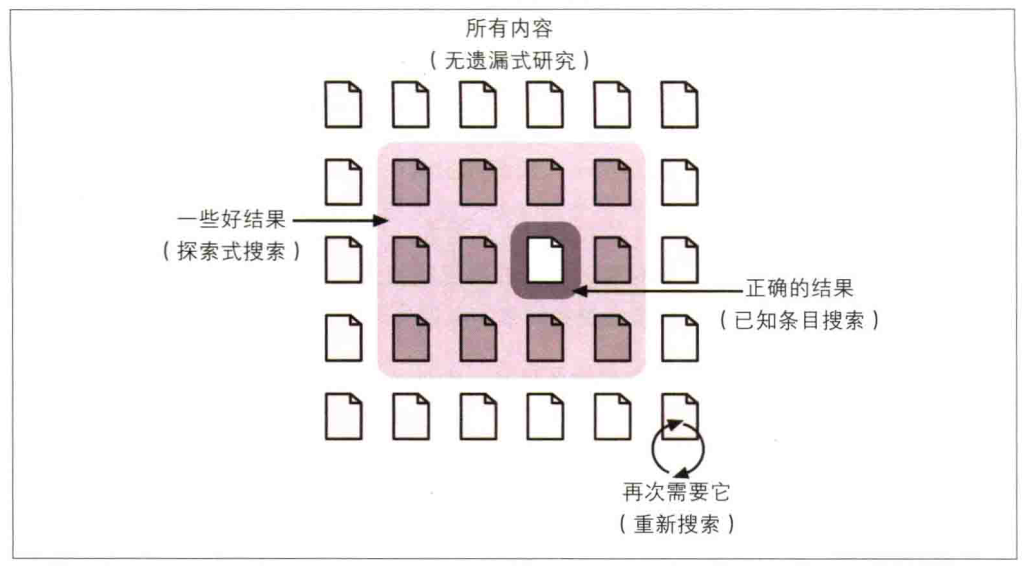 所有内容
（无遗漏式研究）
一些好结果
（探索式搜索）
正确的结果
（已知条目搜索）
再次需要它
（重新搜索）